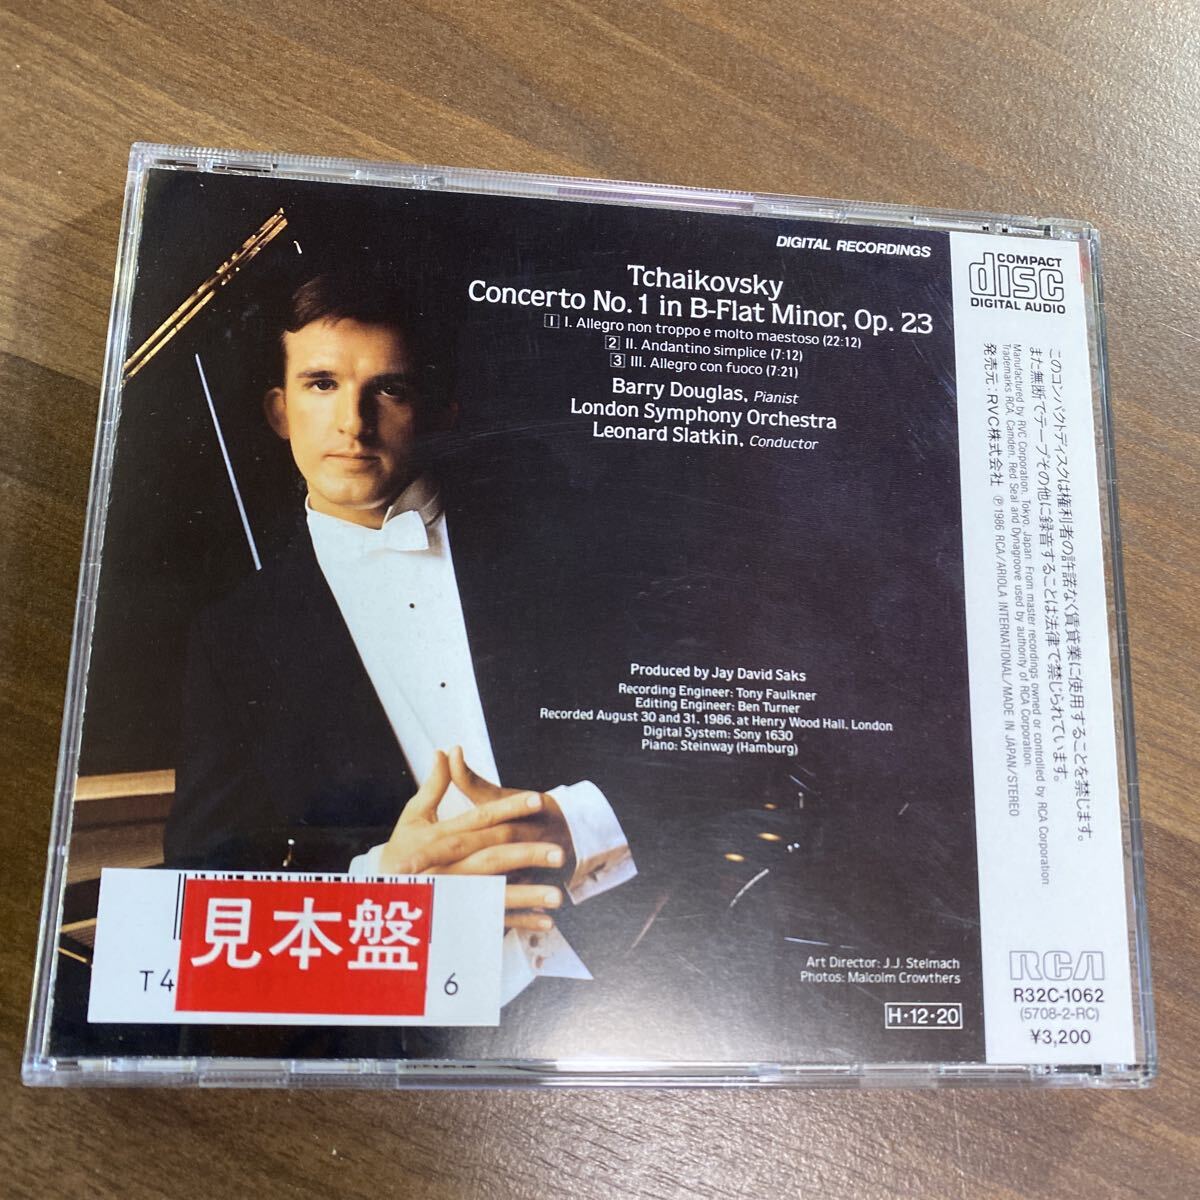 DIGITAL RECORDINGS
Tchaikovsky
Concerto No. 1 in B-Flat Minor, Op. 23
1 I. Allegro non troppo e molto maestoso (22:12)
2 II. Andantino simplice (7:12)
3 III. Allegro con fuoco (7:21)
Barry Douglas, Pianist
London Symphony Orchestra
Leonard Slatkin, Conductor
Produced by Jay David Saks
Recording Engineer: Tony Faulkner
Editing Engineer: Ben Turner
Recorded August 30 and 31, 1986, at Henry Wood Hall, London
Digital System: Sony 1630
Piano: Steinway (Hamburg)
Art Director: J.J. Stelmach
Photos: Malcolm Crowthers
H·12·20
見本盤
T4
6
COMPACT
disc
DIGITAL AUDIO
このコンパクトディスクは権利者の許諾なく賃貸業に使用することを禁じます。
また無断でテープその他に録音することは法律で禁じられています。
Manufactured by RVC Corporation, Tokyo, Japan. From master recordings owned or controlled by RCA Corporation
Trademarks RCA, Camden, Red Seal and Dynagroove used by authority of RCA Corporation.
発売元:RVC株式会社 ℗ 1986 RCA/ARIOLA INTERNATIONAL/MADE IN JAPAN/STEREO
RCA
R32C-1062
(5708-2-RC)
¥3,200